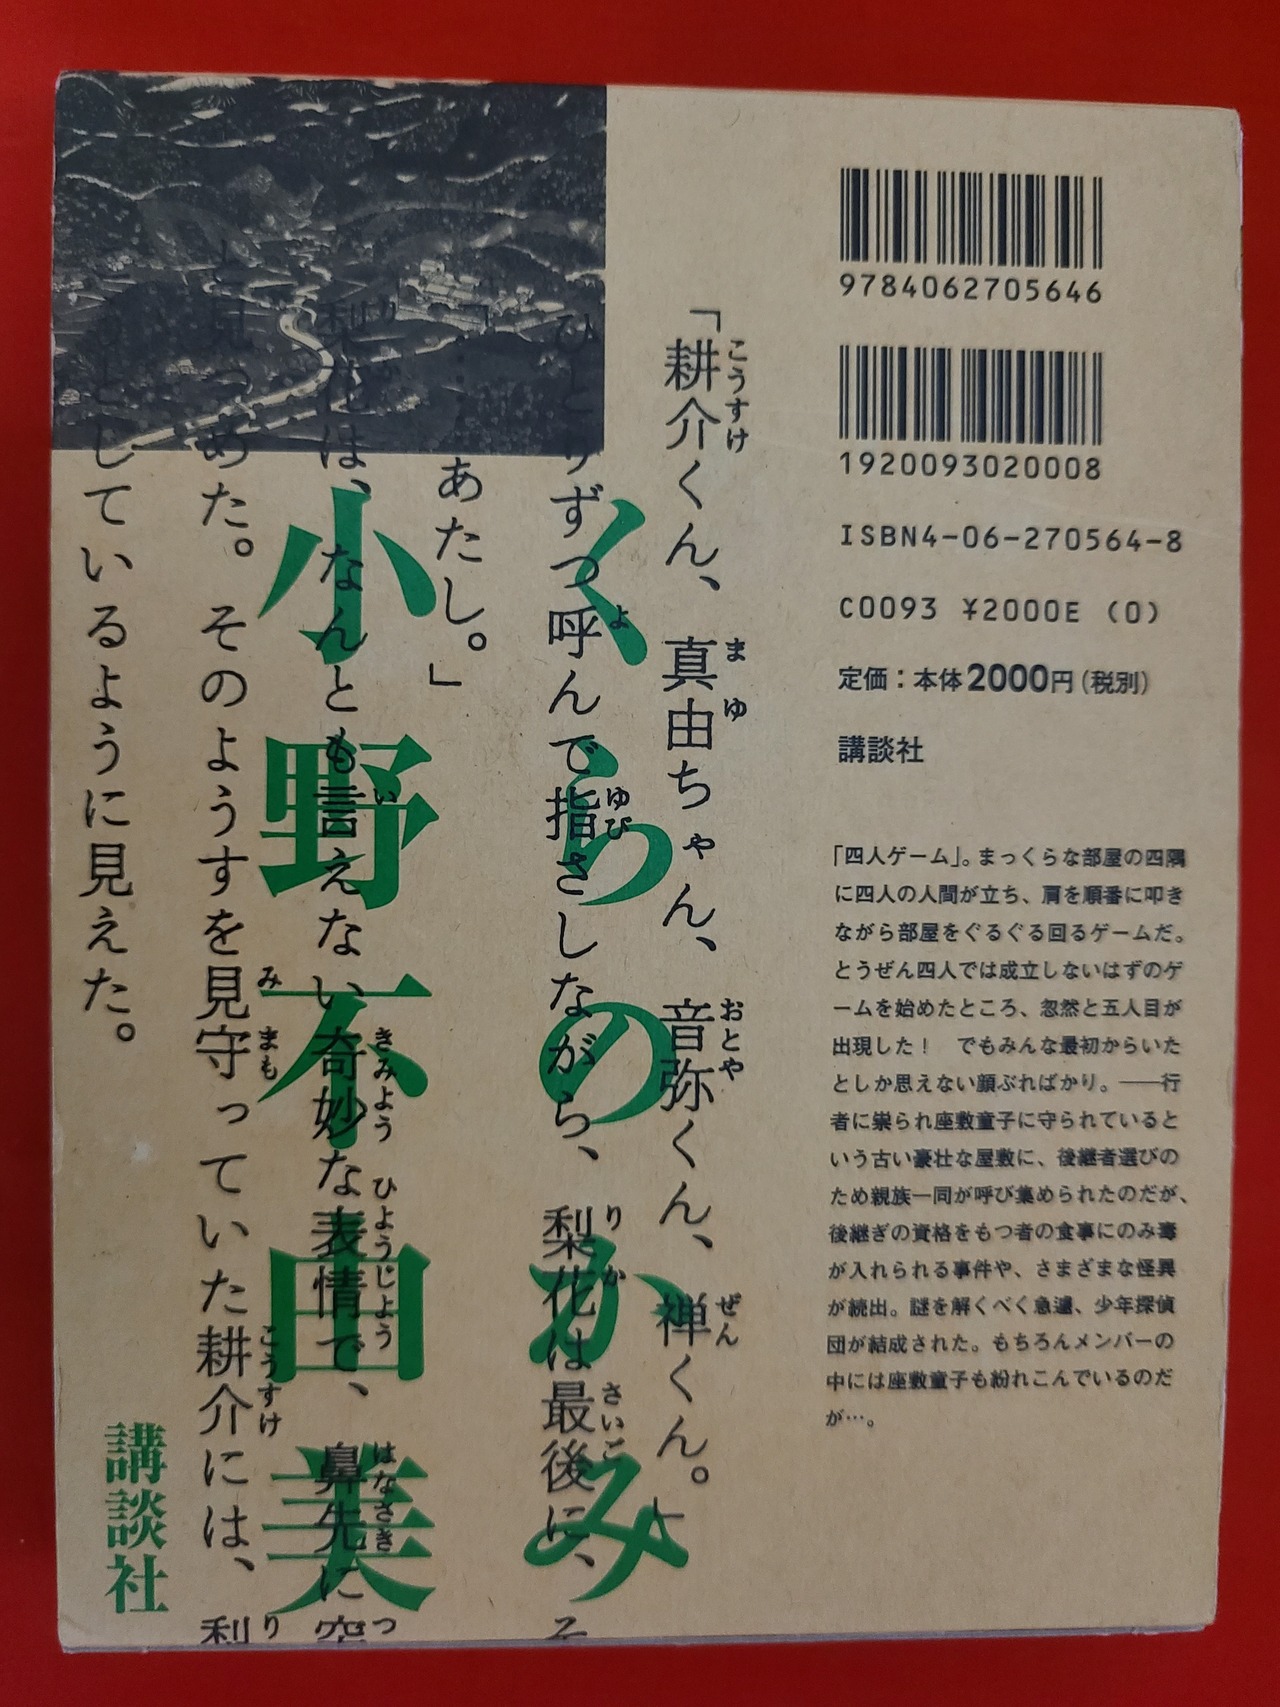 9784062705646
1920093020008
ISBN4-06-270564-8
C0093 ¥2000E (0)
定価：本体2000円（税別）
講談社
「四人ゲーム」。まっくらな部屋の四隅
に四人の人間が立ち、肩を順番に叩き
ながら部屋をぐるぐる回るゲームだ。
とうぜん四人では成立しないはずのゲ
ームを始めたところ、忽然と五人目が
出現した！　でもみんな最初からいた
としか思えない顔ぶればかり。――行
者に祟られ座敷童子に守られていると
いう古い豪壮な屋敷に、後継者選びの
ため親族一同が呼び集められたのだが、
後継ぎの資格をもつ者の食事にのみ毒
が入れられる事件や、さまざまな怪異
が続出。謎を解くべく急遽、少年探偵
団が結成された。もちろんメンバーの
中には座敷童子も紛れこんでいるのだ
が…。
「耕介くん、真由ちゃん、音弥くん、禅くん。」
ひとりずつ呼んで指さしながら、梨花は最後に、そ
「……あたし。」
梨花は、なんとも言えない奇妙な表情で、鼻先に空
と見つめた。そのようすを見守っていた耕介には、利
としているように見えた。
くらのかみ
小野不由美
講談社